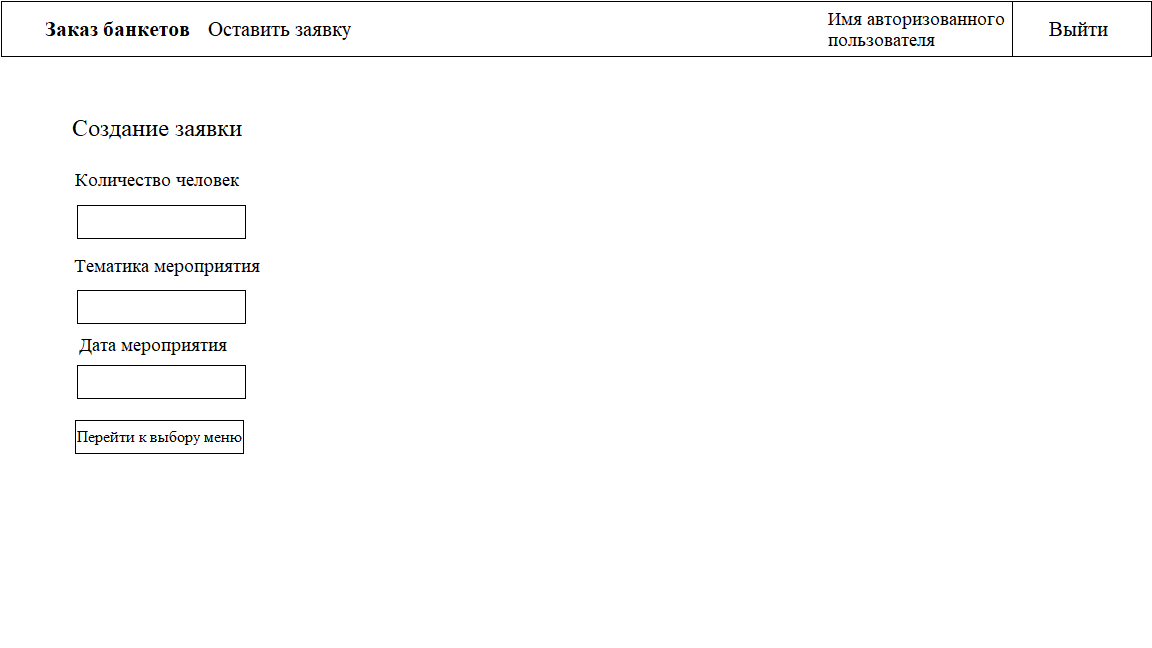 Заказ банкетов Оставить заявку
Имя авторизованного
пользователя
Выйти
Создание заявки
Количество человек
Тематика мероприятия
Дата мероприятия
Перейти к выбору меню